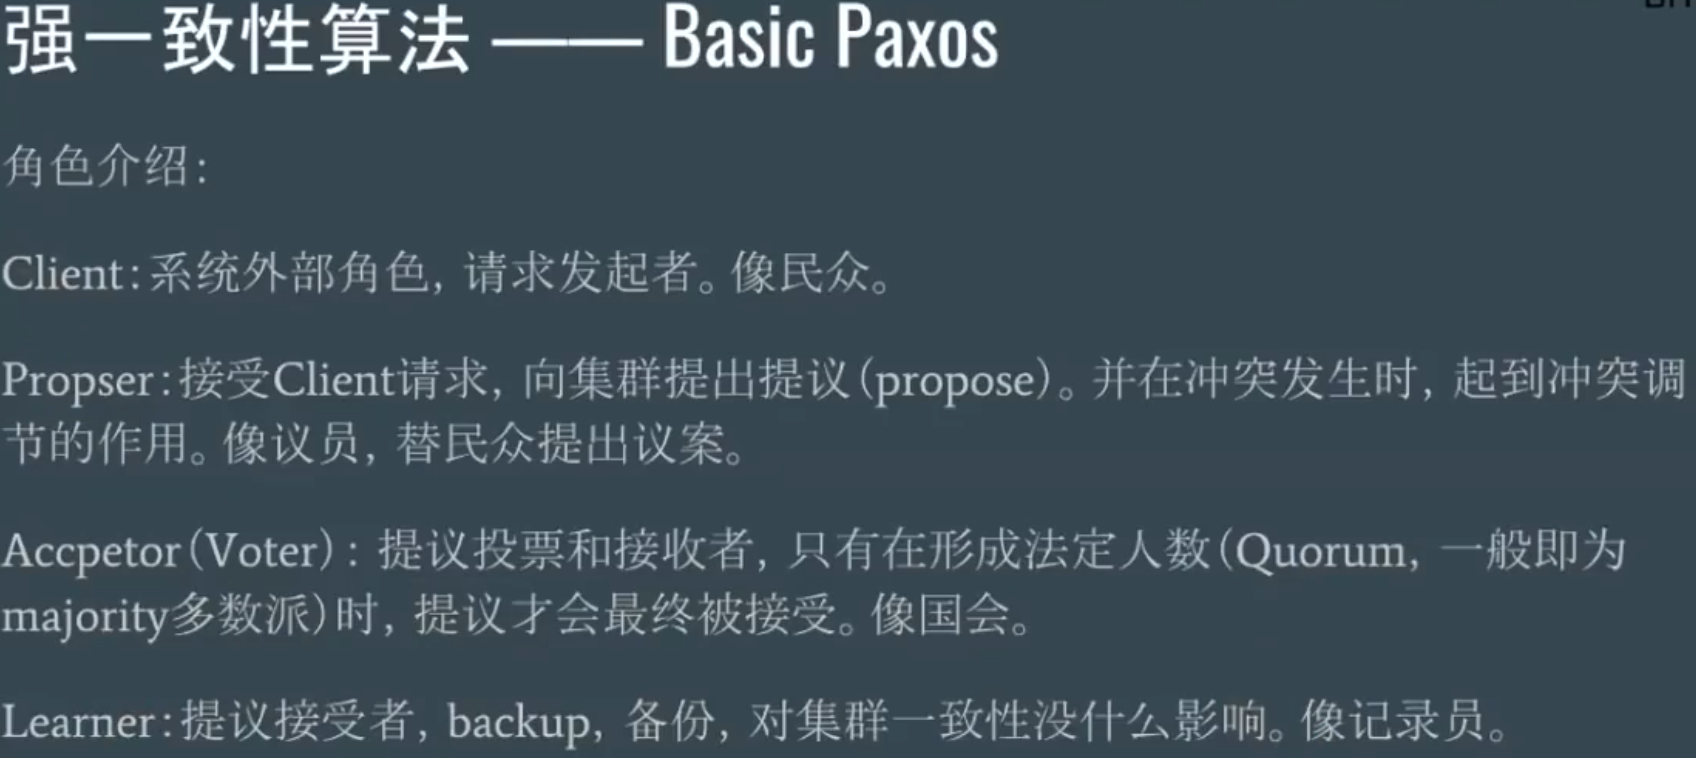 强一致性算法 —— Basic Paxos
角色介绍：
Client：系统外部角色，请求发起者。像民众。
Propser：接受Client请求，向集群提出提议（propose）。并在冲突发生时，起到冲突调
节的作用。像议员，替民众提出议案。
Accpetor（Voter）：提议投票和接收者，只有在形成法定人数（Quorum，一般即为
majority多数派）时，提议才会最终被接受。像国会。
Learner：提议接受者，backup，备份，对集群一致性没什么影响。像记录员。